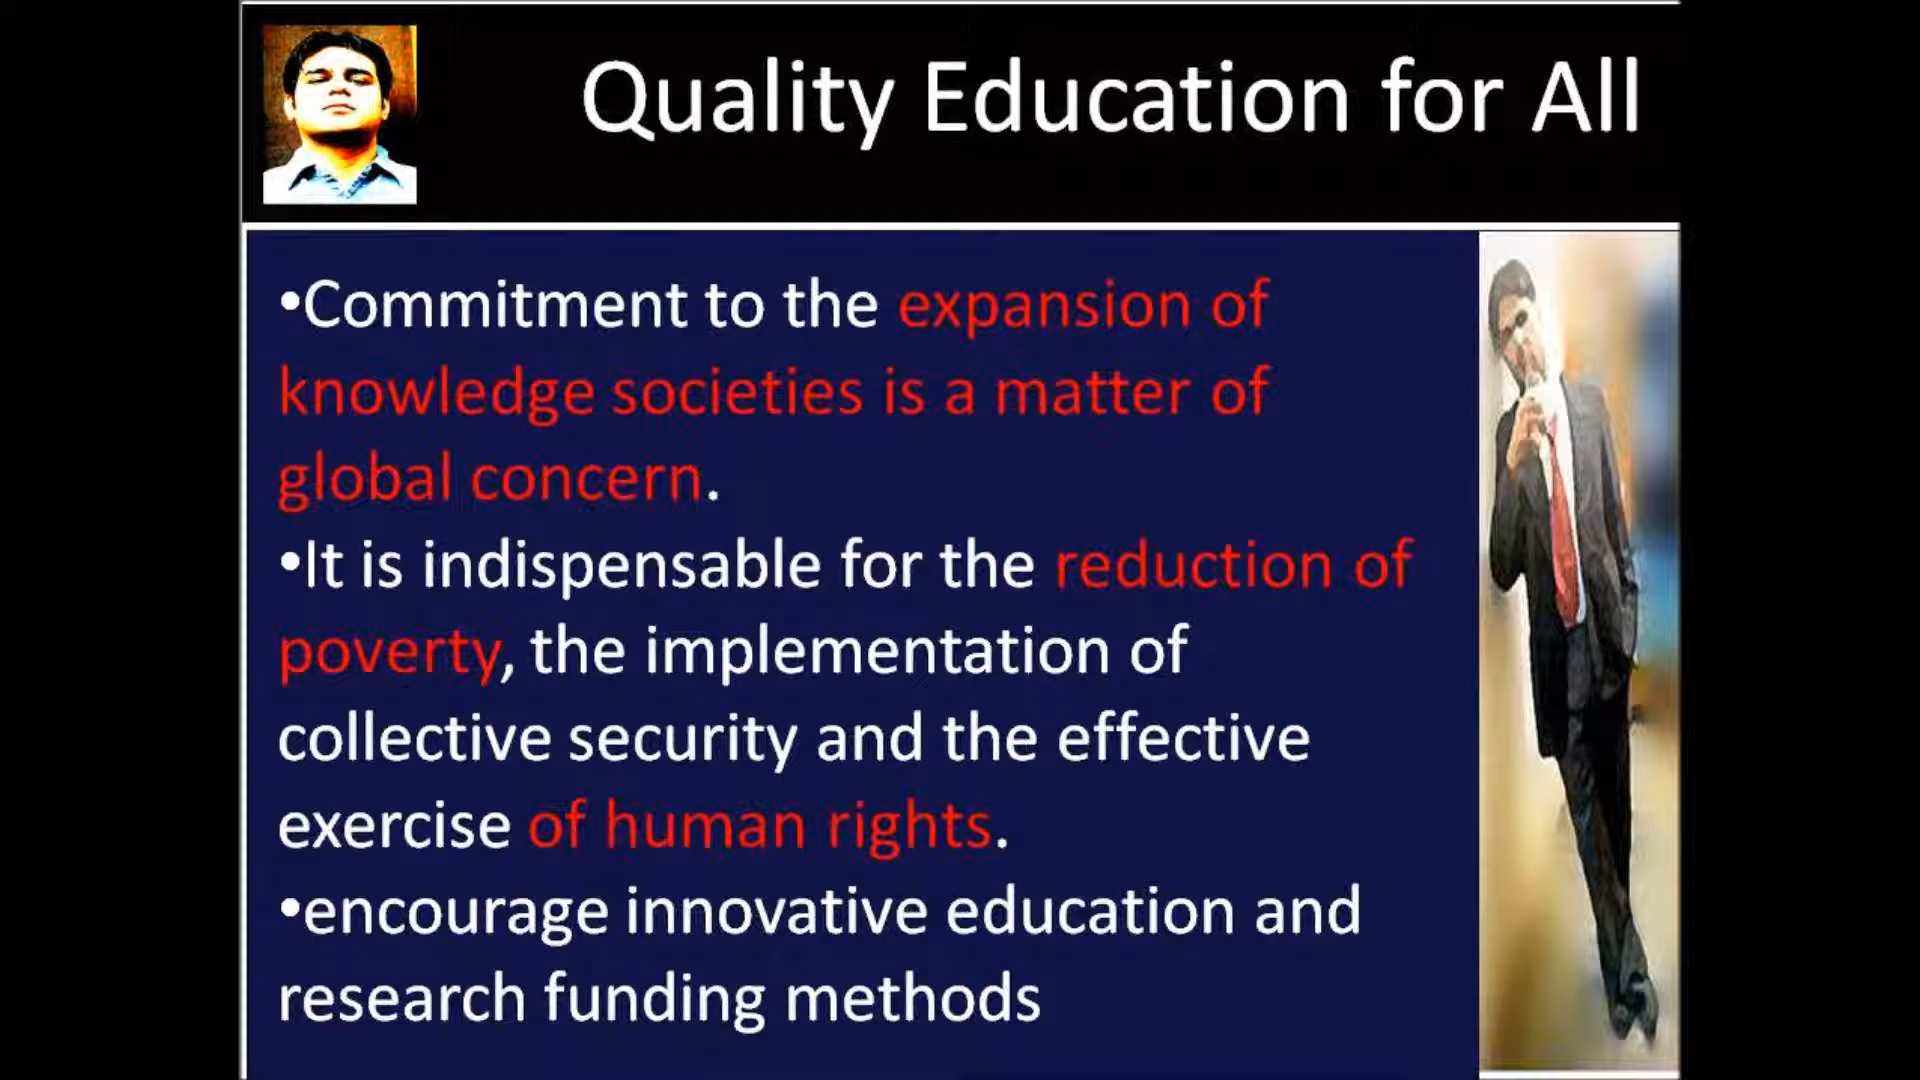 Quality Education for All
•Commitment to the expansion of
knowledge societies is a matter of
global concern.
•It is indispensable for the reduction of
poverty, the implementation of
collective security and the effective
exercise of human rights.
•encourage innovative education and
research funding methods